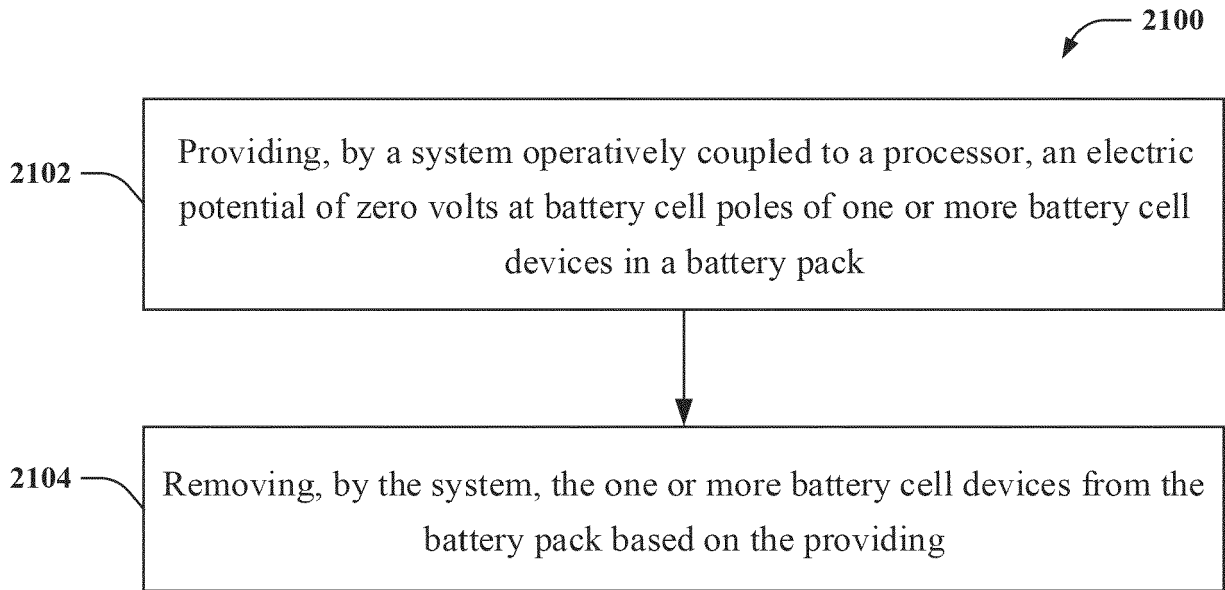 2100
2102
Providing, by a system operatively coupled to a processor, an electric
potential of zero volts at battery cell poles of one or more battery cell
devices in a battery pack
2104
Removing, by the system, the one or more battery cell devices from the
battery pack based on the providing